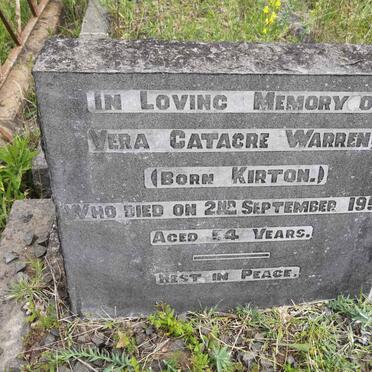 IN LOVING MEMORY O
VERA CATACRE WARREN
(BORN KIRTON.)
WHO DIED ON 2ND SEPTEMBER 195
AGED 54 YEARS.
REST IN PEACE.